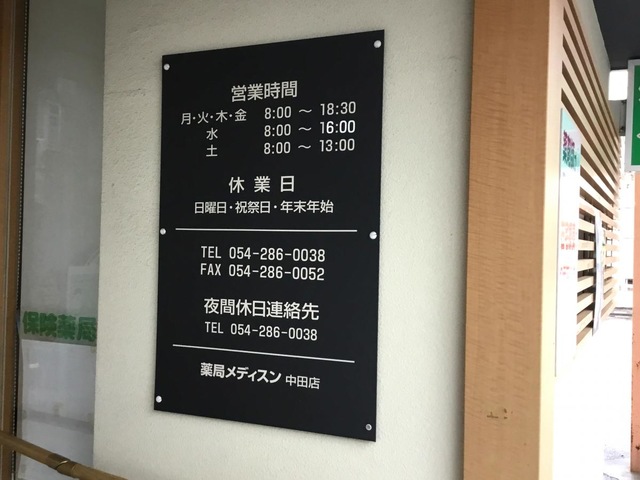 営業時間
月・火・木・金 8:00 ～ 18:30
水 8:00 ～ 16:00
土 8:00 ～ 13:00
休業日
日曜日・祝祭日・年末年始
TEL 054-286-0038
FAX 054-286-0052
夜間休日連絡先
TEL 054-286-0038
薬局メディスン 中田店
保険薬局